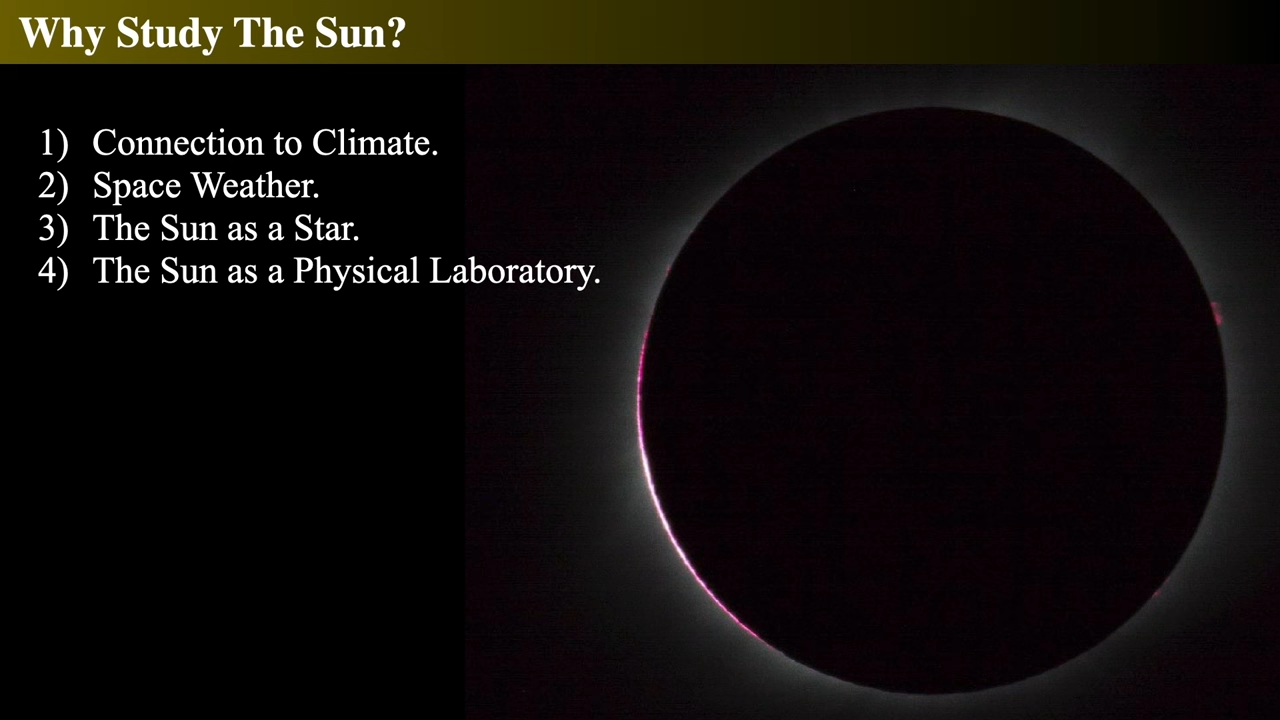 Why Study The Sun?
1) Connection to Climate.
2) Space Weather.
3) The Sun as a Star.
4) The Sun as a Physical Laboratory.